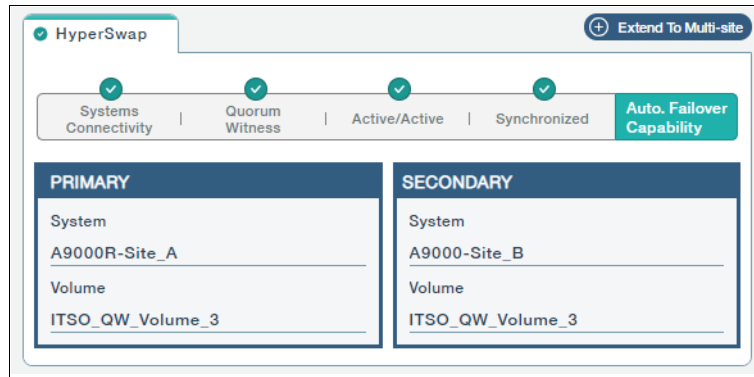 HyperSwap
Extend To Multi-site
Systems Connectivity | Quorum Witness | Active/Active | Synchronized
Auto. Failover Capability
PRIMARY
System
A9000R-Site_A
Volume
ITSO_QW_Volume_3
SECONDARY
System
A9000-Site_B
Volume
ITSO_QW_Volume_3